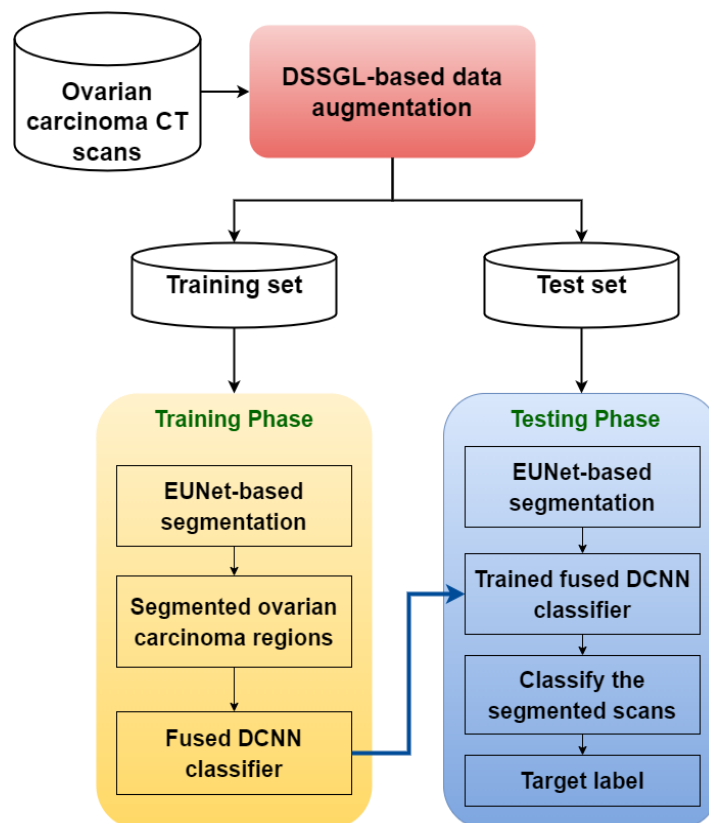 Ovarian
carcinoma CT
scans
DSSGL-based data
augmentation
Training set
Test set
Training Phase
EUNet-based
segmentation
Segmented ovarian
carcinoma regions
Fused DCNN
classifier
Testing Phase
EUNet-based
segmentation
Trained fused DCNN
classifier
Classify the
segmented scans
Target label